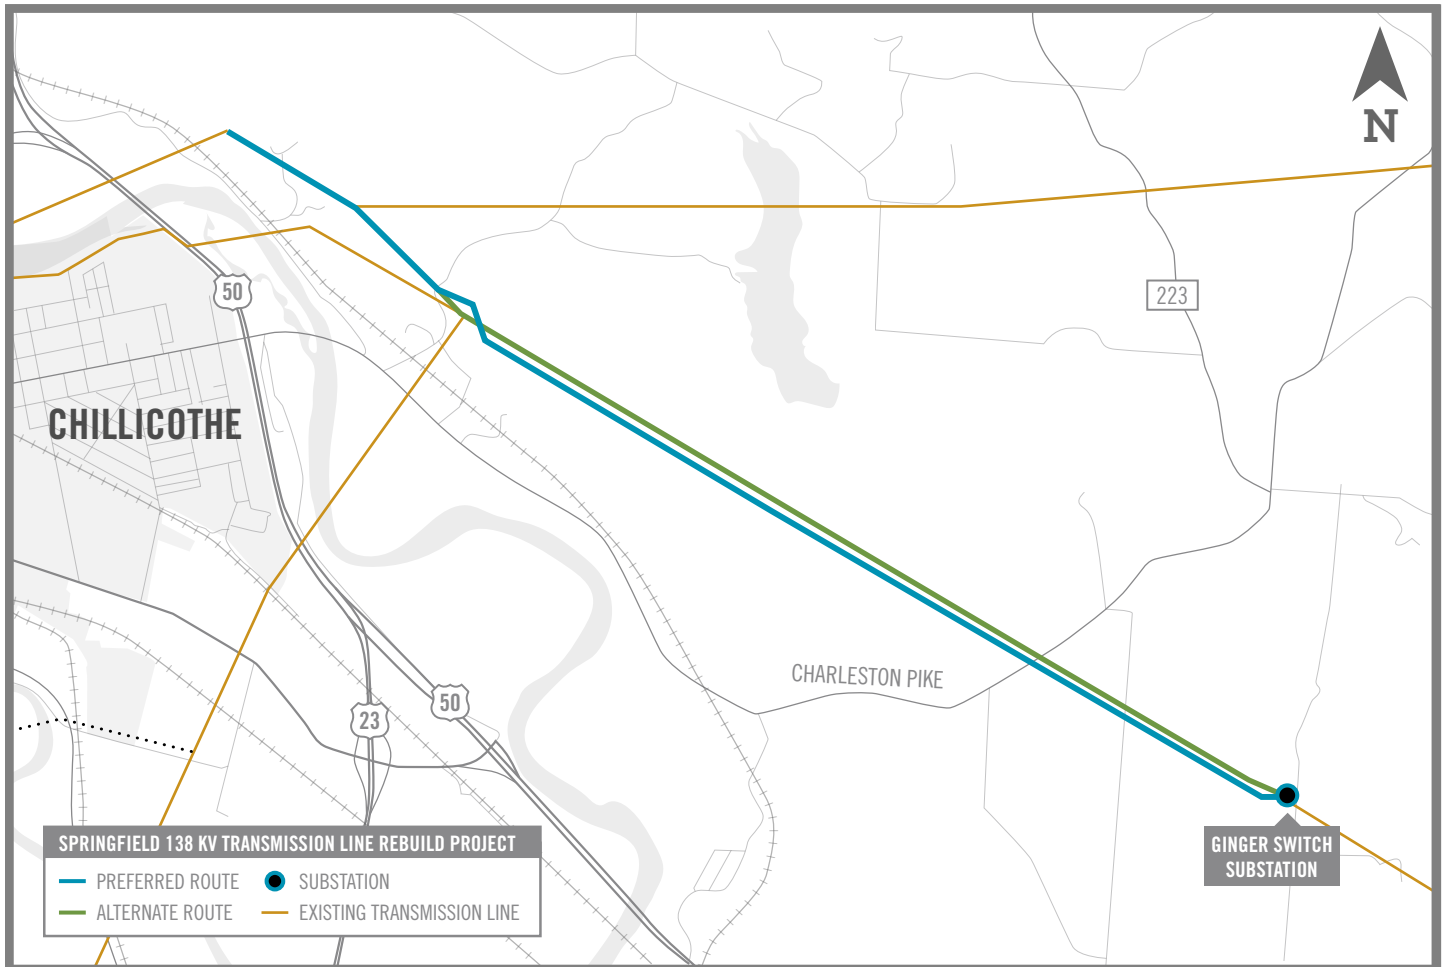 N
50
223
CHILLICOTHE
CHARLESTON PIKE
50
23
GINGER SWITCH
SUBSTATION
SPRINGFIELD 138 KV TRANSMISSION LINE REBUILD PROJECT
PREFERRED ROUTE
SUBSTATION
ALTERNATE ROUTE
EXISTING TRANSMISSION LINE